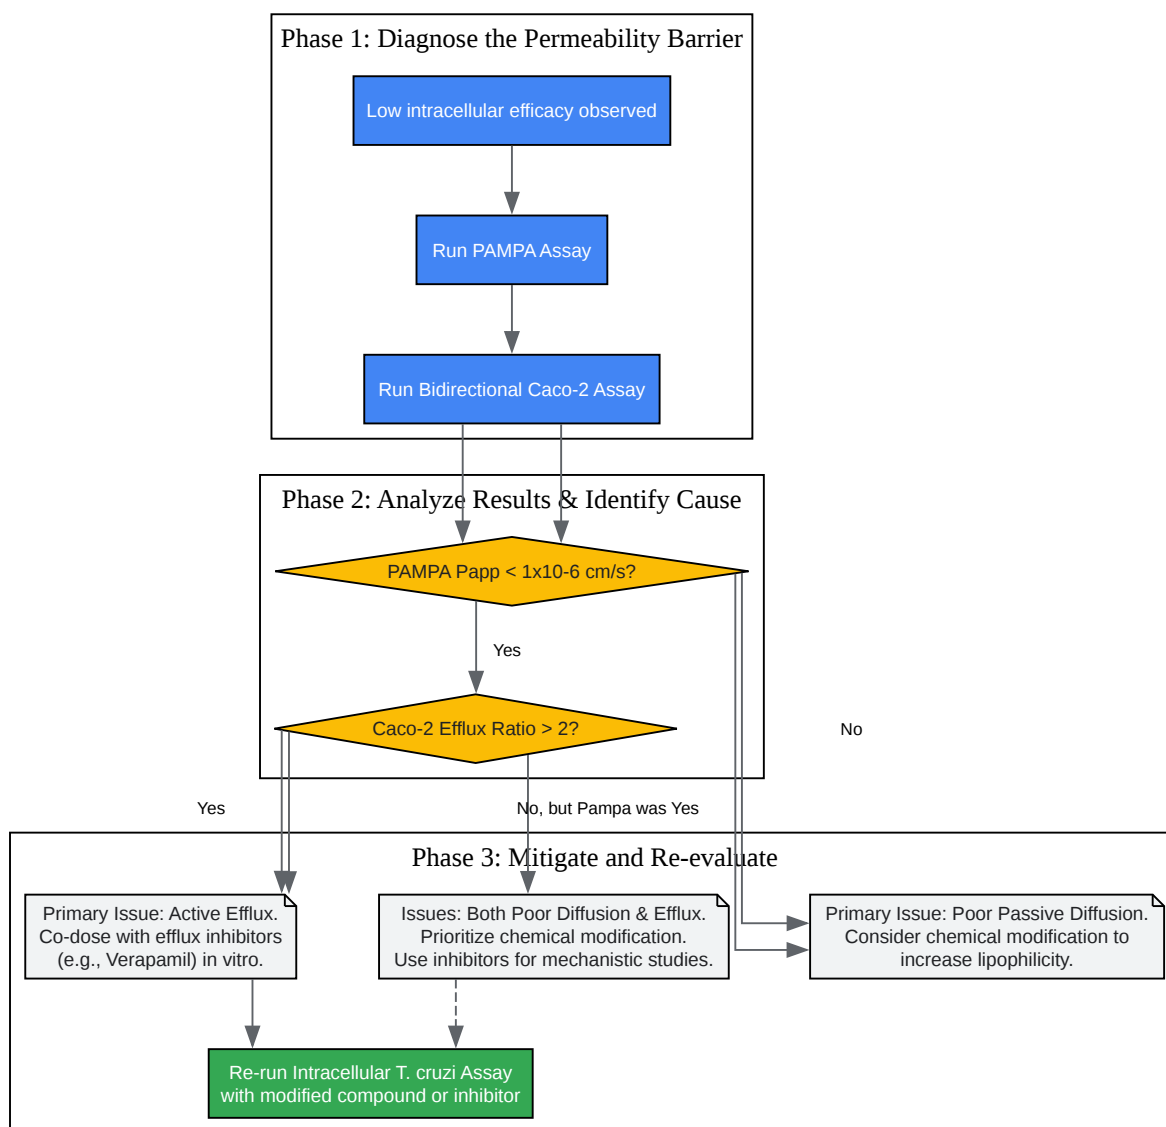 Phase 1: Diagnose the Permeability Barrier
Low intracellular efficacy observed
Run PAMPA Assay
Run Bidirectional Caco-2 Assay
Phase 2: Analyze Results & Identify Cause
PAMPA Papp < 1x10-6 cm/s?
Yes
Caco-2 Efflux Ratio > 2?
No
Yes
No, but Pampa was Yes
Phase 3: Mitigate and Re-evaluate
Primary Issue: Active Efflux.
Co-dose with efflux inhibitors
(e.g., Verapamil) in vitro.
Issues: Both Poor Diffusion & Efflux.
Prioritize chemical modification.
Use inhibitors for mechanistic studies.
Primary Issue: Poor Passive Diffusion.
Consider chemical modification to
increase lipophilicity.
Re-run Intracellular T. cruzi Assay
with modified compound or inhibitor